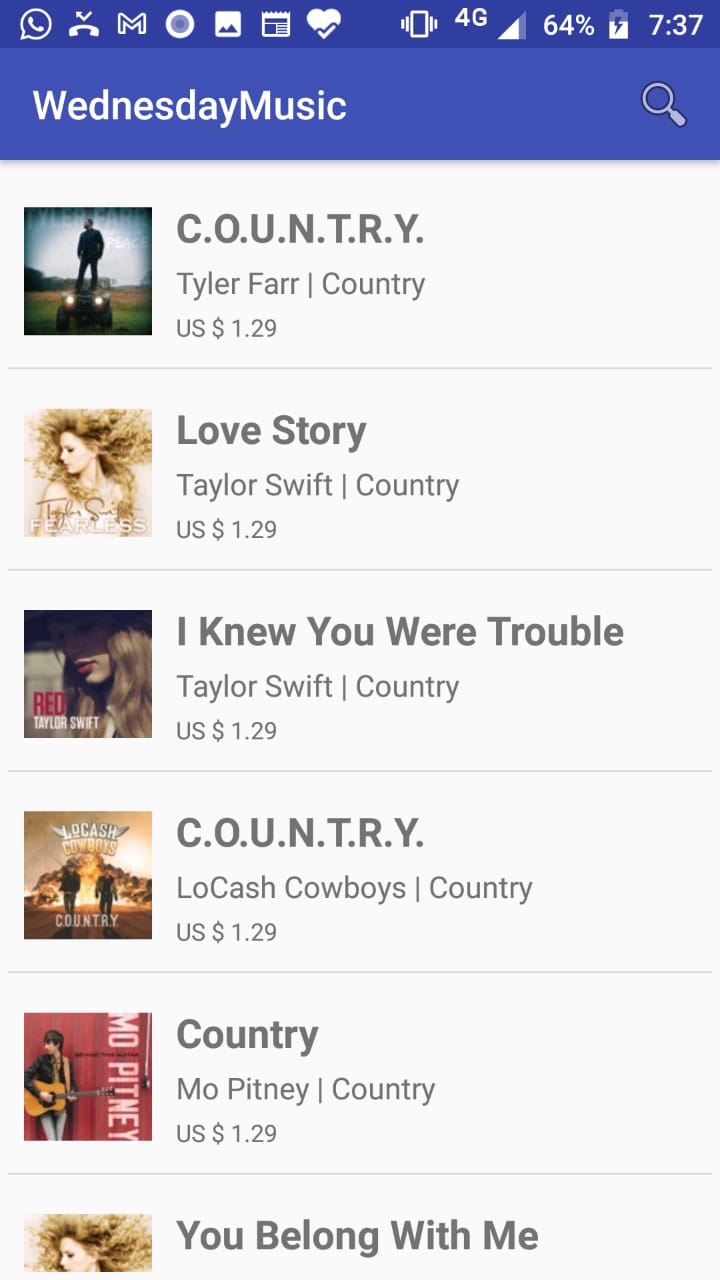 4G 64% 7:37
WednesdayMusic
TYLER FARR
C.O.U.N.T.R.Y.
Tyler Farr | Country
US $ 1.29
Taylor Swift
FEARLESS
Love Story
Taylor Swift | Country
US $ 1.29
RED
TAYLOR SWIFT
I Knew You Were Trouble
Taylor Swift | Country
US $ 1.29
LOCASH
COWBOYS
C.O.U.N.T.R.Y.
C.O.U.N.T.R.Y.
LoCash Cowboys | Country
US $ 1.29
MO PITNEY
BEHIND THIS GUITAR
Country
Mo Pitney | Country
US $ 1.29
You Belong With Me